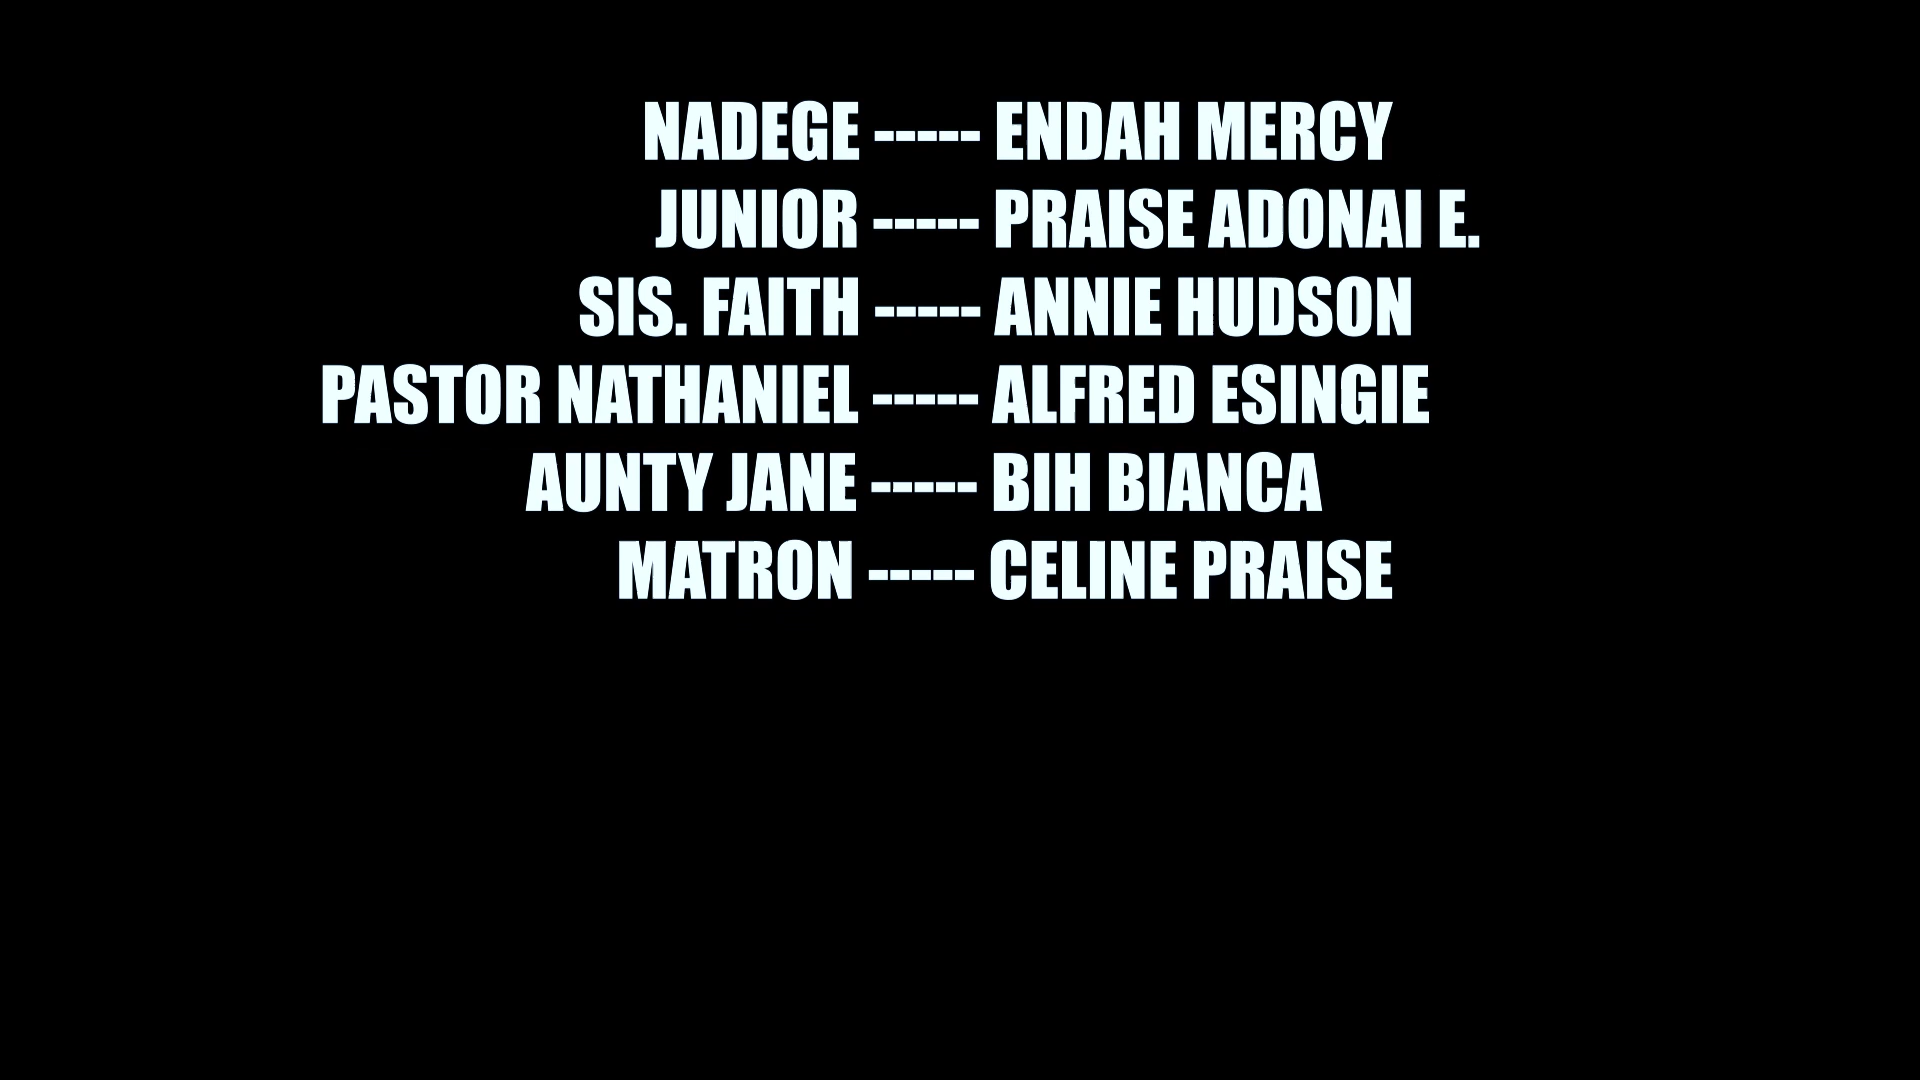 NADEGE ----- ENDAH MERCY
JUNIOR ----- PRAISE ADONAI E.
SIS. FAITH ----- ANNIE HUDSON
PASTOR NATHANIEL ----- ALFRED ESINGIE
AUNTY JANE ----- BIH BIANCA
MATRON ----- CELINE PRAISE